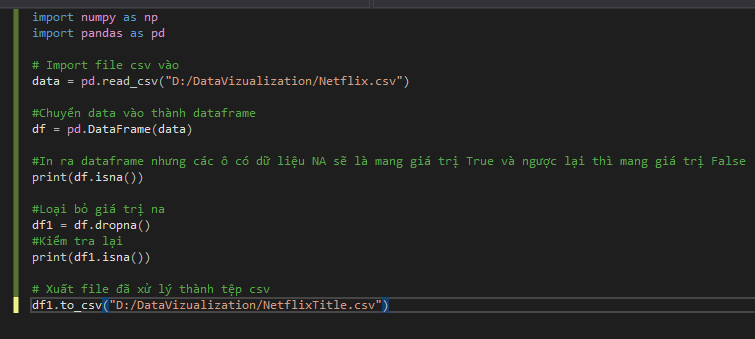 import numpy as np
import pandas as pd
# Import file csv vào
data = pd.read_csv("D:/DataVizualization/Netflix.csv")
#Chuyển data vào thành dataframe
df = pd.DataFrame(data)
#In ra dataframe nhưng các ô có dữ liệu NA sẽ là mang giá trị True và ngược lại thì mang giá trị False
print(df.isna())
#Loại bỏ giá trị na
df1 = df.dropna()
#Kiểm tra lại
print(df1.isna())
# Xuất file đã xử lý thành tệp csv
df1.to_csv("D:/DataVizualization/NetflixTitle.csv")